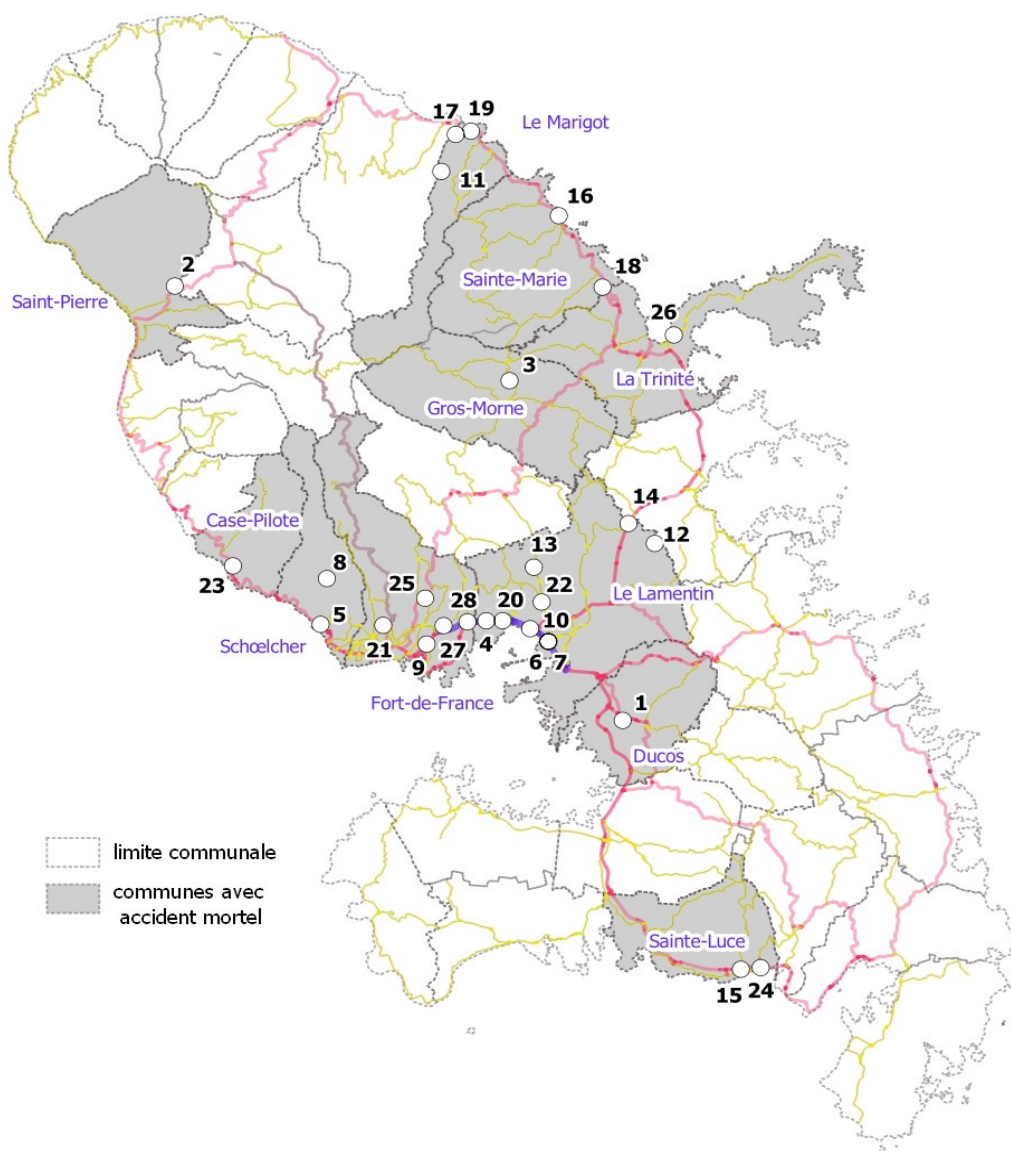 17
19
Le Marigot
11
16
2
Sainte-Marie
18
Saint-Pierre
26
3
La Trinité
Gros-Morne
14
Case-Pilote
13
12
8
23
25
22
Le Lamentin
5
28
20
10
Schœlcher
21
9
27
4
6
7
Fort-de-France
1
Ducos
limite communale
communes avec
accident mortel
Sainte-Luce
15
24